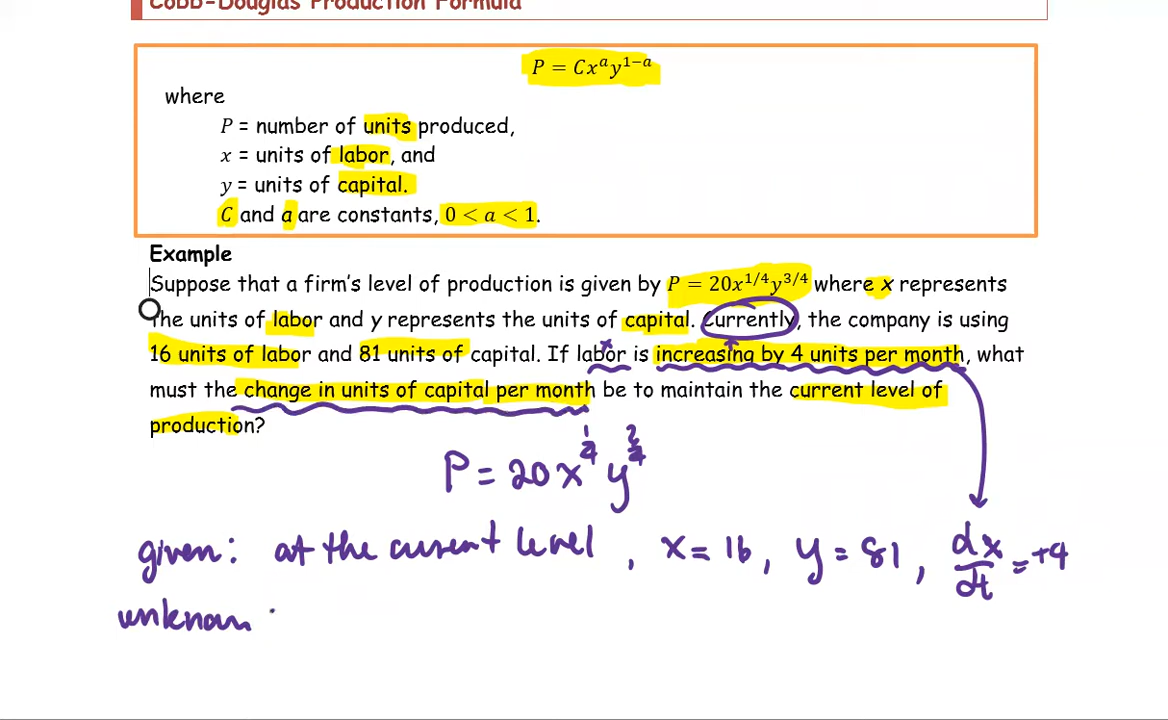 Cobb-Douglas Production Formula
P = Cxᵃy¹⁻ᵃ
where
P = number of units produced,
x = units of labor, and
y = units of capital.
C and a are constants, 0 < a < 1.
Example
Suppose that a firm's level of production is given by P = 20x^{1/4}y^{3/4} where x represents
the units of labor and y represents the units of capital. Currently, the company is using
16 units of labor and 81 units of capital. If labor is increasing by 4 units per month, what
x
must the change in units of capital per month be to maintain the current level of
production?
P = 20x^{1/4} y^{3/4}
given: at the current level, x = 16, y = 81, dx/dt = +4
unknown